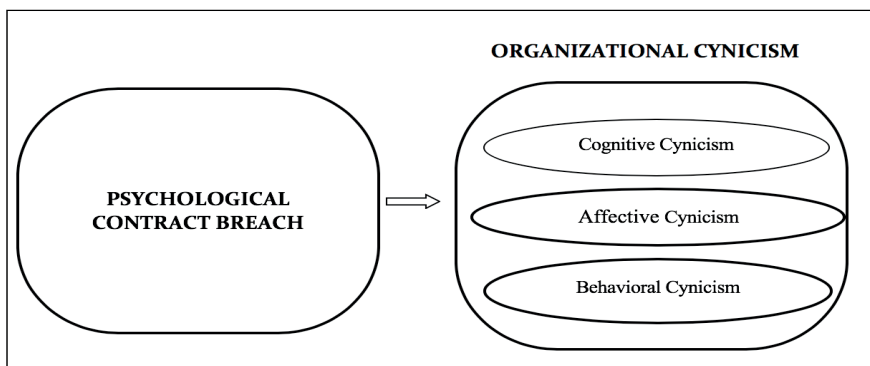 ORGANIZATIONAL CYNICISM
PSYCHOLOGICAL
CONTRACT BREACH
Cognitive Cynicism
Affective Cynicism
Behavioral Cynicism